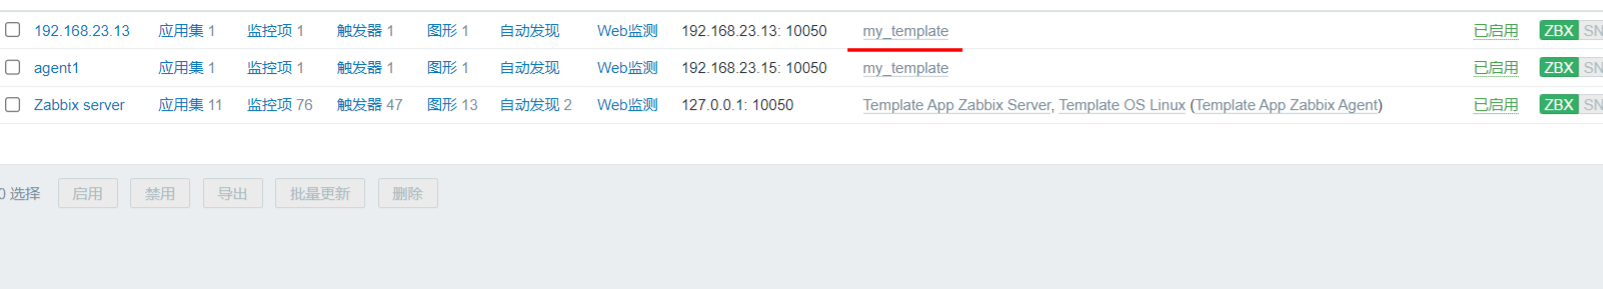 192.168.23.13 应用集 1 监控项 1 触发器 1 图形 1 自动发现 Web监测 192.168.23.13: 10050 my_template 已启用 ZBX SN
agent1 应用集 1 监控项 1 触发器 1 图形 1 自动发现 Web监测 192.168.23.15: 10050 my_template 已启用 ZBX SN
Zabbix server 应用集 11 监控项 76 触发器 47 图形 13 自动发现 2 Web监测 127.0.0.1: 10050 Template App Zabbix Server, Template OS Linux (Template App Zabbix Agent) 已启用 ZBX SN
0 选择 启用 禁用 导出 批量更新 删除